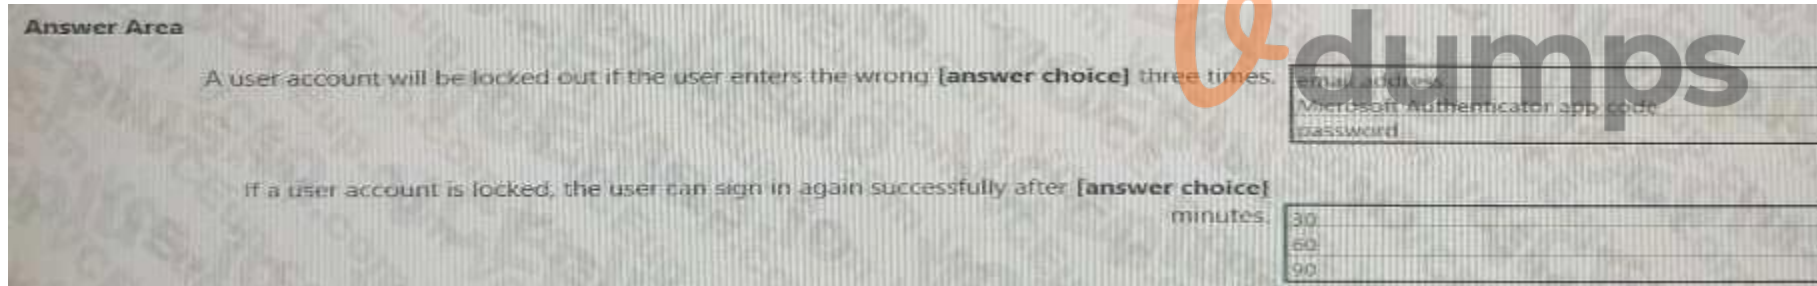 Answer Area
dumps
A user account will be locked out if the user enters the wrong [answer choice] three times.
email address
Microsoft Authenticator app code
password
If a user account is locked, the user can sign in again successfully after [answer choice]
minutes.
30
60
90